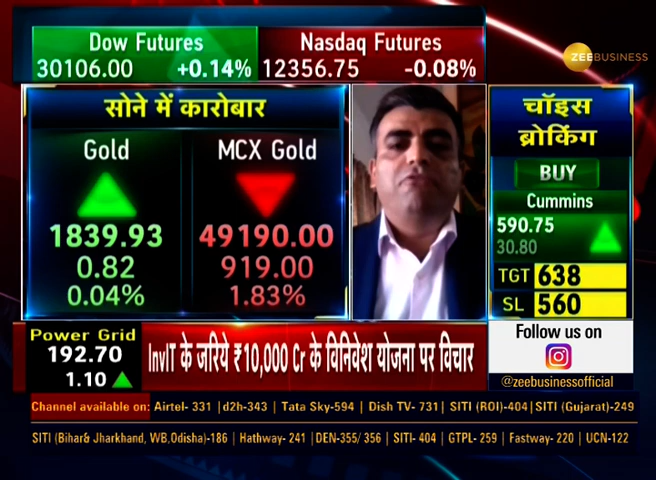 Dow Futures
30106.00 +0.14%
Nasdaq Futures
12356.75 -0.08%
ZEEBUSINESS
सोने में कारोबार
Gold
1839.93
0.82
0.04%
MCX Gold
49190.00
919.00
1.83%
चॉइस
ब्रोकिंग
BUY
Cummins
590.75
30.80
TGT 638
SL 560
Power Grid
192.70
1.10
InvIT के जरिये ₹10,000 Cr के विनिवेश योजना पर विचार
Follow us on
@zeebusinessofficial
Channel available on: Airtel- 331 | d2h-343 | Tata Sky-594 | Dish TV- 731 | SITI (ROI)-404 | SITI (Gujarat)-249
SITI (Bihar& Jharkhand, WB,Odisha)-186 | Hathway- 241 | DEN-355/ 356 | SITI- 404 | GTPL- 259 | Fastway- 220 | UCN-122